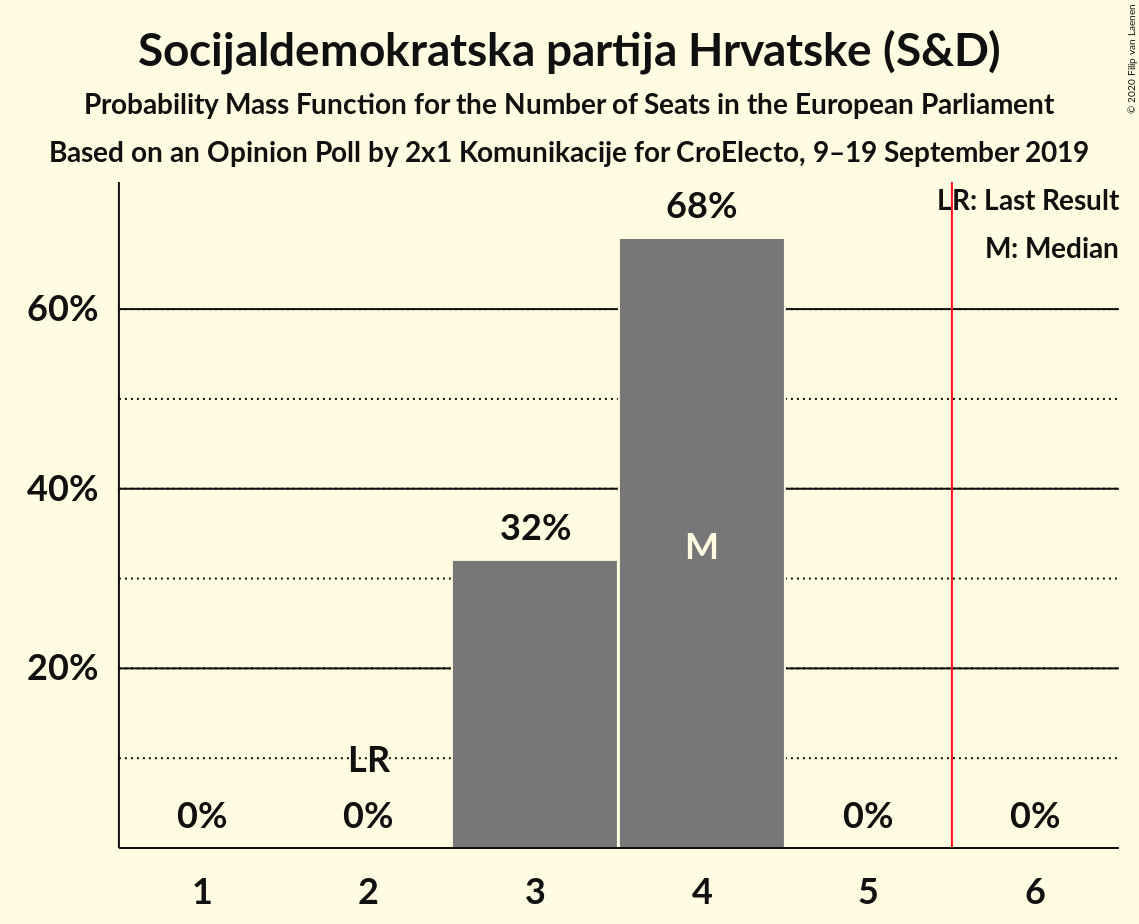 Socijaldemokratska partija Hrvatske (S&D)
Probability Mass Function for the Number of Seats in the European Parliament
Based on an Opinion Poll by 2x1 Komunikacije for CroElecto, 9–19 September 2019
© 2020 Filip van Laenen
LR: Last Result
M: Median
68%
60%
32%
M
40%
20%
LR
0%
0%
0%
0%
1
2
3
4
5
6